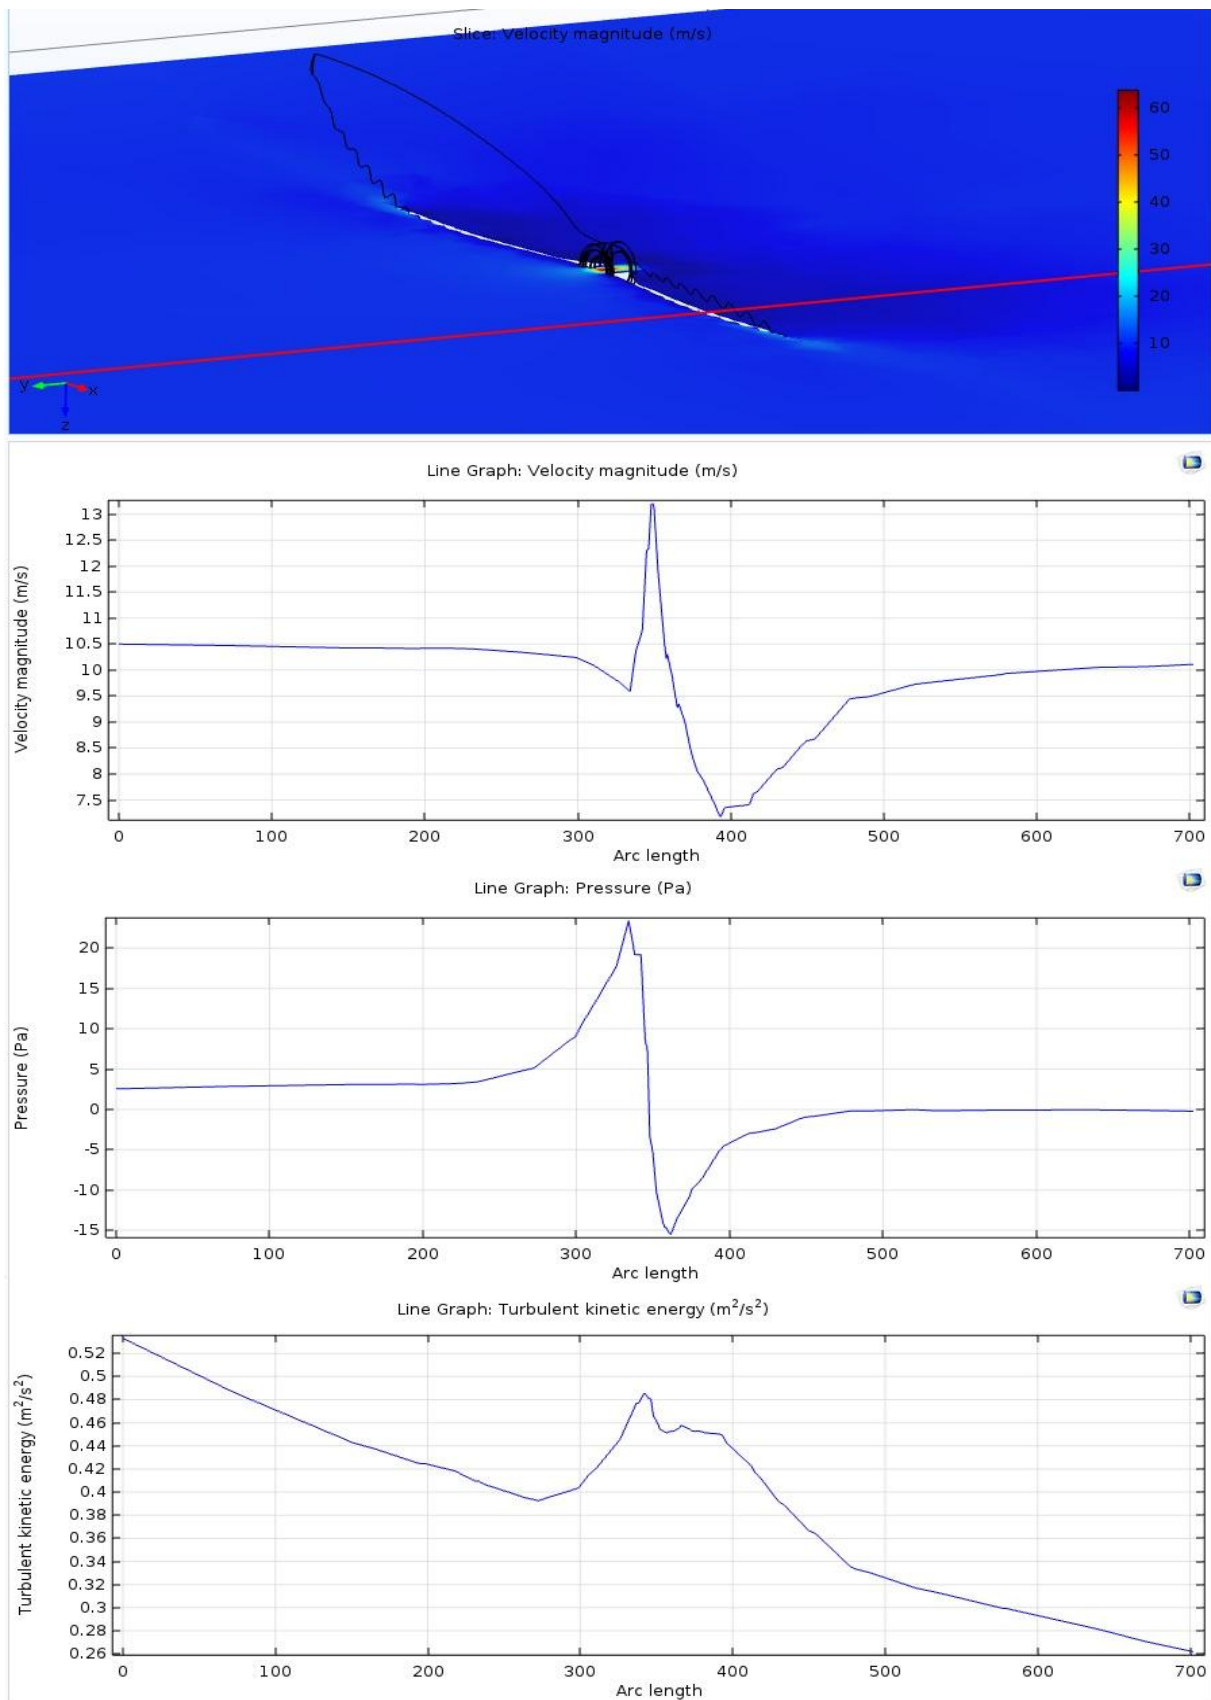 Slice: Velocity magnitude (m/s)
60
50
40
30
20
10
y
x
z
Line Graph: Velocity magnitude (m/s)
Velocity magnitude (m/s)
13
12.5
12
11.5
11
10.5
10
9.5
9
8.5
8
7.5
0 100 200 300 400 500 600 700
Arc length
Line Graph: Pressure (Pa)
Pressure (Pa)
20
15
10
5
0
-5
-10
-15
0 100 200 300 400 500 600 700
Arc length
Line Graph: Turbulent kinetic energy (m²/s²)
Turbulent kinetic energy (m²/s²)
0.52
0.5
0.48
0.46
0.44
0.42
0.4
0.38
0.36
0.34
0.32
0.3
0.28
0.26
0 100 200 300 400 500 600 700
Arc length